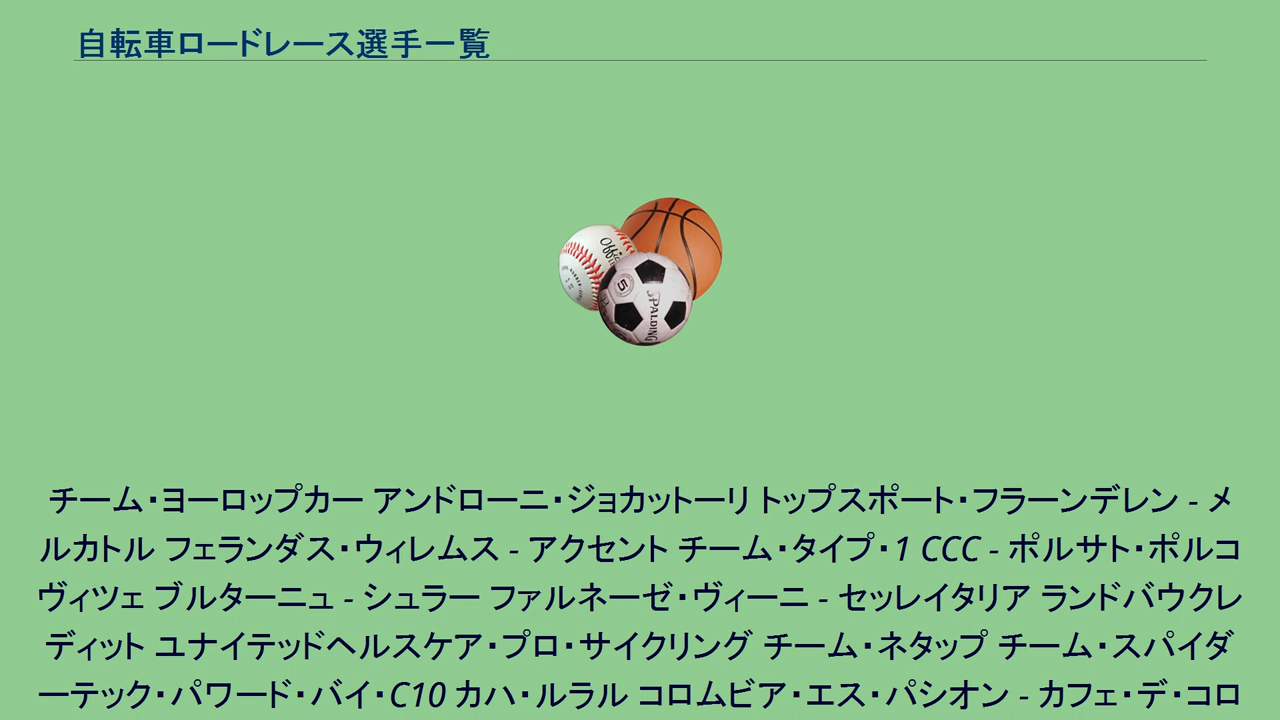 自転車ロードレース選手一覧
Offici
5
SPALDING
チーム・ヨーロップカー アンドローニ・ジョカットーリ トップスポート・フラーンデレン - メ
ルカトル フェランダス・ウィレムス - アクセント チーム・タイプ・1 CCC - ポルサト・ポルコ
ヴィツェ ブルターニュ - シュラー ファルネーゼ・ヴィーニ - セッレイタリア ランドバウクレ
ディット ユナイテッドヘルスケア・プロ・サイクリング チーム・ネタップ チーム・スパイダ
ーテック・パワード・バイ・C10 カハ・ルラル コロムビア・エス・パシオン - カフェ・デ・コロ